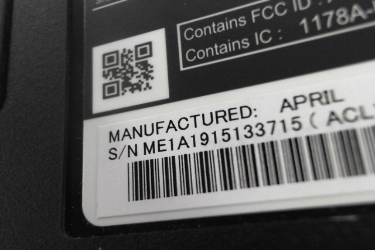 Contains FCC ID :
Contains IC : 1178A-
MANUFACTURED: APRIL
S/N ME1A1915133715 ( ACL